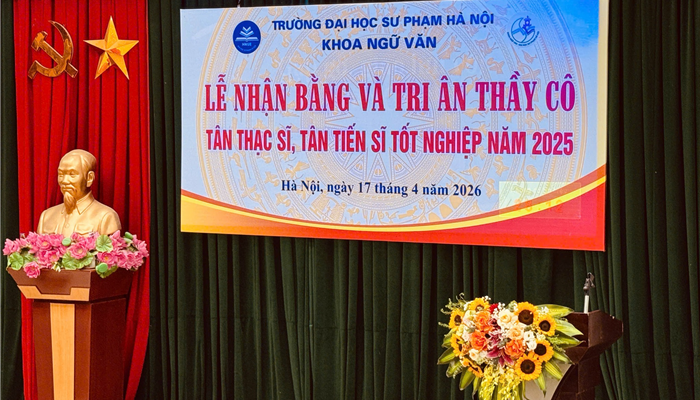 TRƯỜNG ĐẠI HỌC SƯ PHẠM HÀ NỘI
KHOA NGỮ VĂN
LỄ NHẬN BẰNG VÀ TRI ÂN THẦY CÔ
TÂN THẠC SĨ, TÂN TIẾN SĨ TỐT NGHIỆP NĂM 2025
Hà Nội, ngày 17 tháng 4 năm 2026